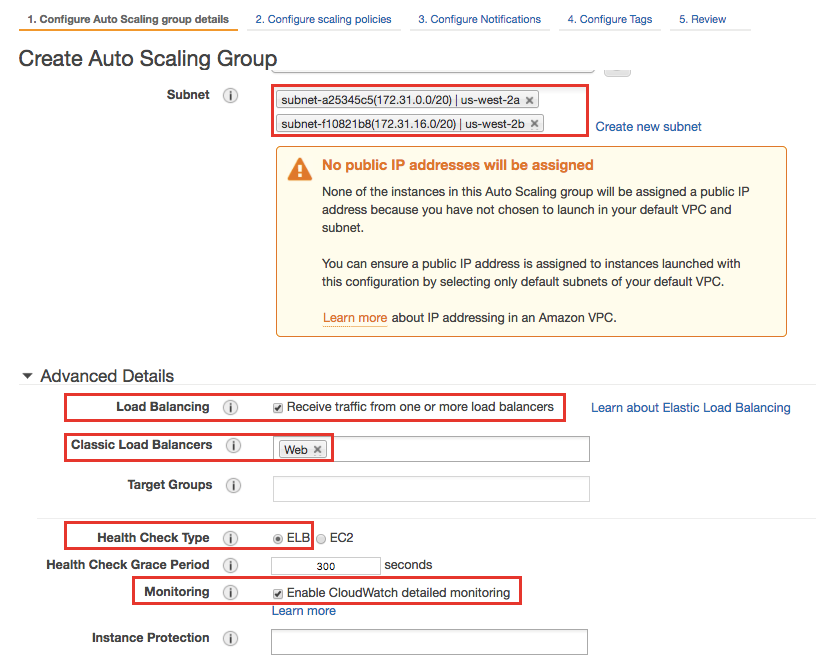 1. Configure Auto Scaling group details 2. Configure scaling policies 3. Configure Notifications 4. Configure Tags 5. Review
Create Auto Scaling Group
Subnet
subnet-a25345c5(172.31.0.0/20) | us-west-2a
subnet-f10821b8(172.31.16.0/20) | us-west-2b
Create new subnet
No public IP addresses will be assigned
None of the instances in this Auto Scaling group will be assigned a public IP
address because you have not chosen to launch in your default VPC and
subnet.
You can ensure a public IP address is assigned to instances launched with
this configuration by selecting only default subnets of your default VPC.
Learn more about IP addressing in an Amazon VPC.
Advanced Details
Load Balancing Receive traffic from one or more load balancers Learn about Elastic Load Balancing
Classic Load Balancers Web
Target Groups
Health Check Type ELB EC2
Health Check Grace Period 300 seconds
Monitoring Enable CloudWatch detailed monitoring
Learn more
Instance Protection